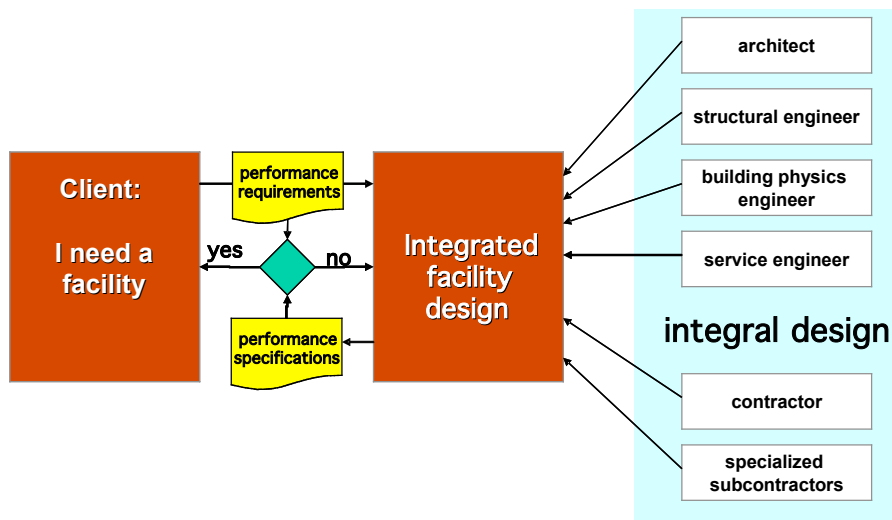 Client:
I need a
facility
performance
requirements
yes
no
performance
specifications
Integrated
facility
design
architect
structural engineer
building physics
engineer
service engineer
integral design
contractor
specialized
subcontractors